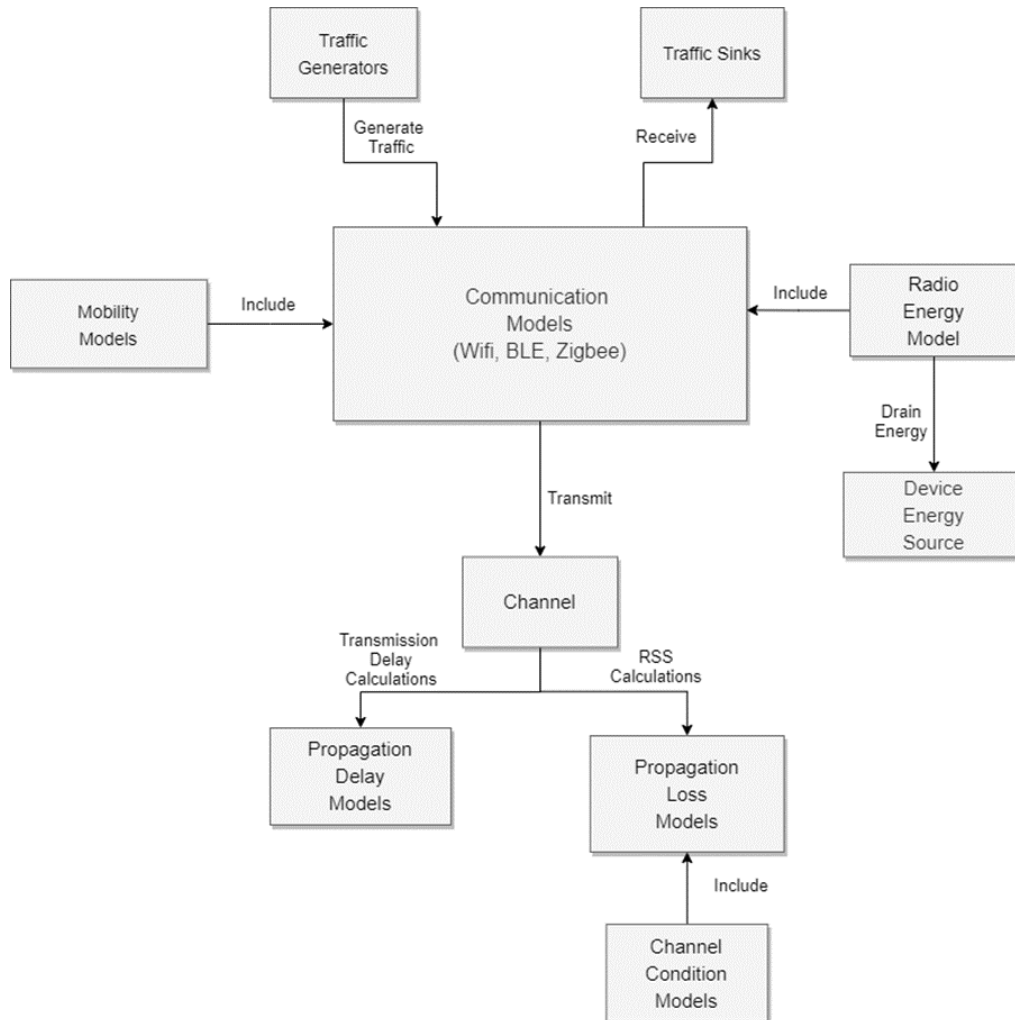 Traffic
Generators
Traffic Sinks
Generate
Traffic
Receive
Mobility
Models
Include
Communication
Models
(Wifi, BLE, Zigbee)
Include
Radio
Energy
Model
Drain
Energy
Device
Energy
Source
Transmit
Channel
Transmission
Delay
Calculations
RSS
Calculations
Propagation
Delay
Models
Propagation
Loss
Models
Include
Channel
Condition
Models